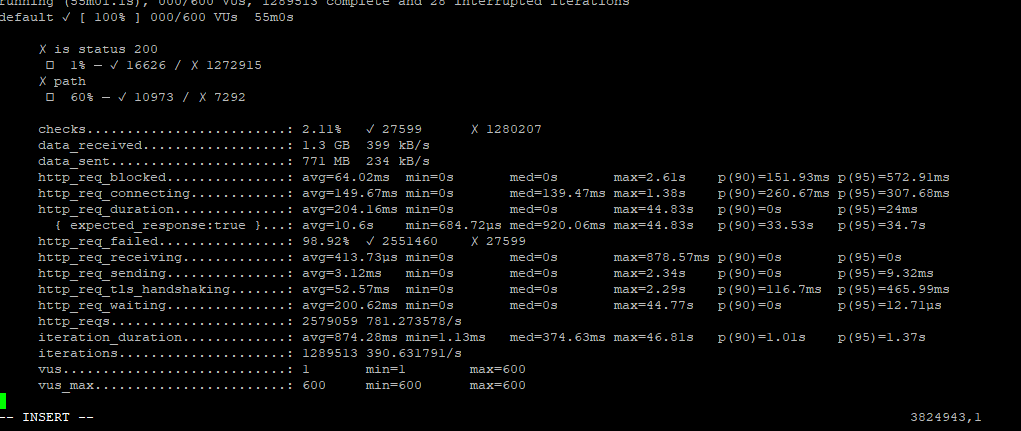 running (55m01.1s), 000/600 VUs, 1289513 complete and 28 interrupted iterations
default ✓ [ 100% ] 000/600 VUs  55m0s
✗ is status 200
1% — ✓ 16626 / ✗ 1272915
✗ path
60% — ✓ 10973 / ✗ 7292
checks.........................: 2.11%   ✓ 27599      ✗ 1280207
data_received..................: 1.3 GB  399 kB/s
data_sent......................: 771 MB  234 kB/s
http_req_blocked...............: avg=64.02ms  min=0s       med=0s       max=2.61s    p(90)=151.93ms p(95)=572.91ms
http_req_connecting............: avg=149.67ms min=0s       med=139.47ms max=1.38s    p(90)=260.67ms p(95)=307.68ms
http_req_duration..............: avg=204.16ms min=0s       med=0s       max=44.83s   p(90)=0s       p(95)=24ms
{ expected_response:true }...: avg=10.6s    min=684.72µs med=920.06ms max=44.83s   p(90)=33.53s   p(95)=34.7s
http_req_failed................: 98.92%  ✓ 2551460    ✗ 27599
http_req_receiving.............: avg=413.73µs min=0s       med=0s       max=878.57ms p(90)=0s       p(95)=0s
http_req_sending...............: avg=3.12ms   min=0s       med=0s       max=2.34s    p(90)=0s       p(95)=9.32ms
http_req_tls_handshaking.......: avg=52.57ms  min=0s       med=0s       max=2.29s    p(90)=116.7ms  p(95)=465.99ms
http_req_waiting...............: avg=200.62ms min=0s       med=0s       max=44.77s   p(90)=0s       p(95)=12.71µs
http_reqs......................: 2579059 781.273578/s
iteration_duration.............: avg=874.28ms min=1.13ms   med=374.63ms max=46.81s   p(90)=1.01s    p(95)=1.37s
iterations.....................: 1289513 390.631791/s
vus............................: 1       min=1        max=600
vus_max........................: 600     min=600      max=600
-- INSERT --                                        3824943,1